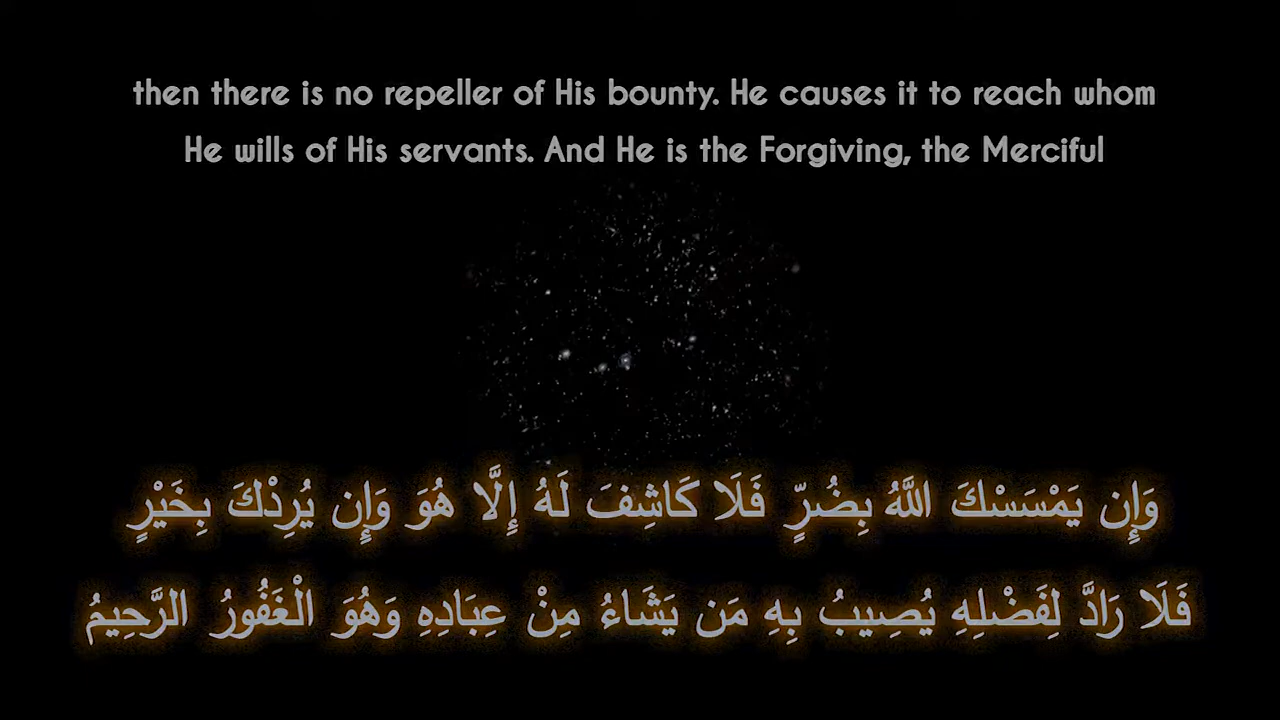 then there is no repeller of His bounty. He causes it to reach whom
He wills of His servants. And He is the Forgiving, the Merciful
وَإِن يَمْسَسْكَ اللَّهُ بِضُرٍّ فَلَا كَاشِفَ لَهُ إِلَّا هُوَ وَإِن يُرِدْكَ بِخَيْرٍ
فَلَا رَادَّ لِفَضْلِهِ يُصِيبُ بِهِ مَن يَشَاءُ مِنْ عِبَادِهِ وَهُوَ الْغَفُورُ الرَّحِيمُ